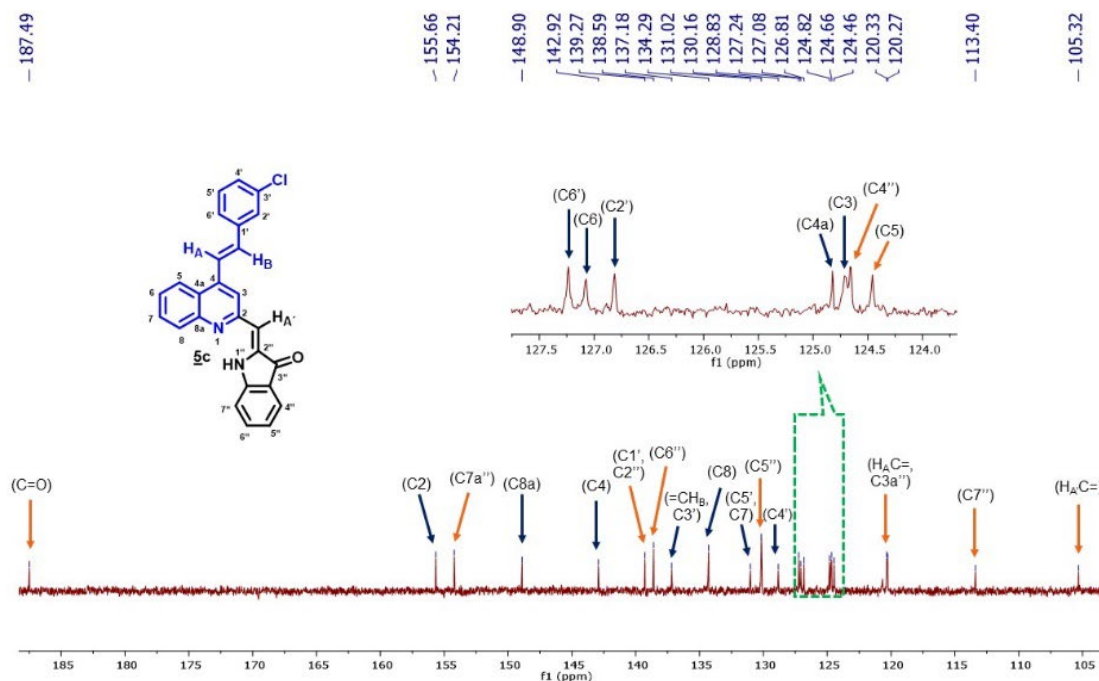 187.49
155.66
154.21
148.90
142.92
139.27
138.59
137.18
134.29
131.02
130.16
128.83
127.24
127.08
126.81
124.82
124.66
124.46
120.33
120.27
113.40
105.32
4'
Cl
5'
3'
6'
2'
1'
HA
HB
5
4
4a
3
6
2
HA'
7
8a
N
8
1
5c
HN
1''
2''
O
3''
7''
4''
6''
5''
(C6')
(C6)
(C2')
(C4a)
(C3)
(C4'')
(C5)
127.5 127.0 126.5 126.0 125.5 125.0 124.5 124.0
f1 (ppm)
(C=O)
(C2)
(C7a'')
(C8a)
(C4)
(C1',
C2'')
(C6'')
(=CHB,
C3')
(C8)
(C5',
C7)
(C5'')
(C4')
(HAC=,
C3a'')
(C7'')
(HA'C=)
185 180 175 170 165 160 155 150 145 140 135 130 125 120 115 110 105
f1 (ppm)